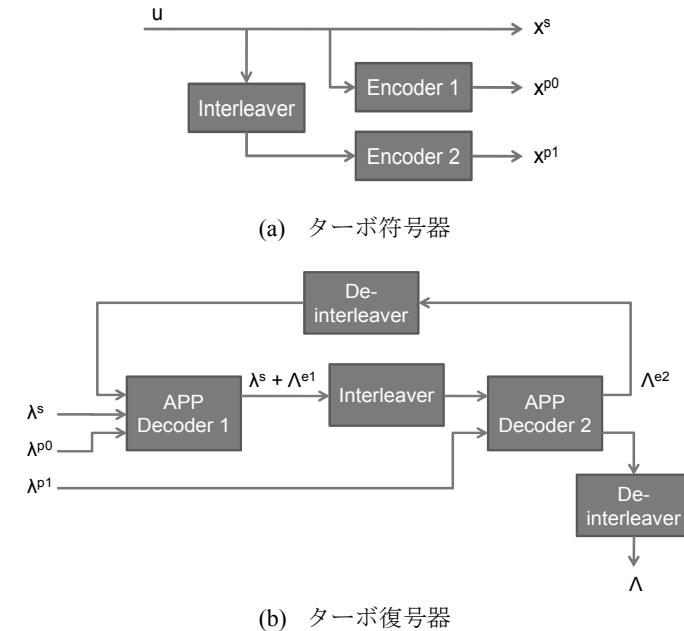 u
xˢ
Encoder 1
xᵖ⁰
Interleaver
Encoder 2
xᵖ¹
(a) ターボ符号器
De-
interleaver
λˢ + Λᵉ¹
Interleaver
Λᵉ²
APP
Decoder 1
APP
Decoder 2
λˢ
λᵖ⁰
λᵖ¹
De-
interleaver
Λ
(b) ターボ復号器